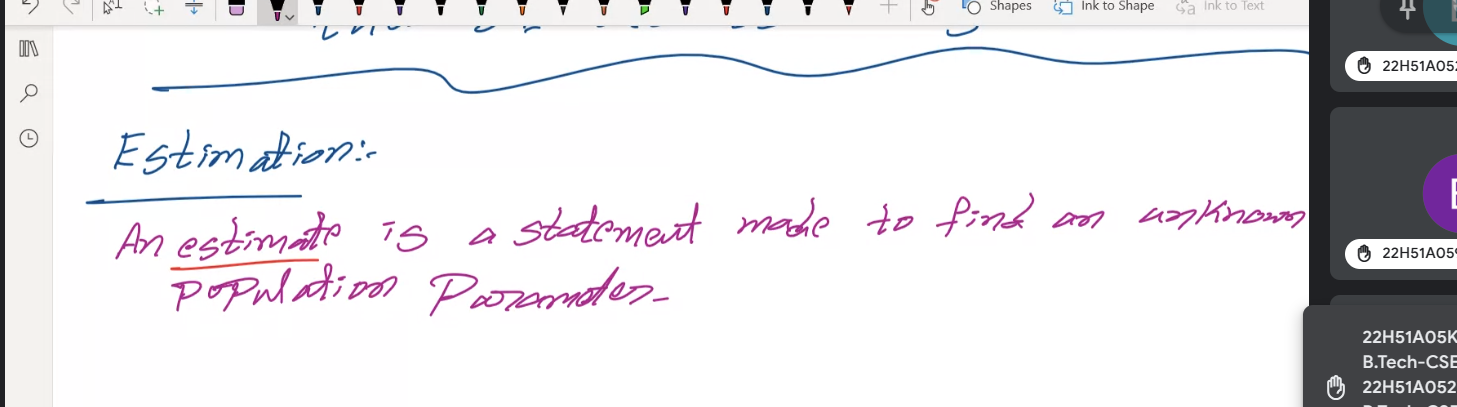 Shapes
Ink to Shape
Ink to Text
22H51A05
Estimation:-
An estimate is a statement made to find an unknown
population Parameter-
22H51A05
22H51A05K
B.Tech-CSE
22H51A052